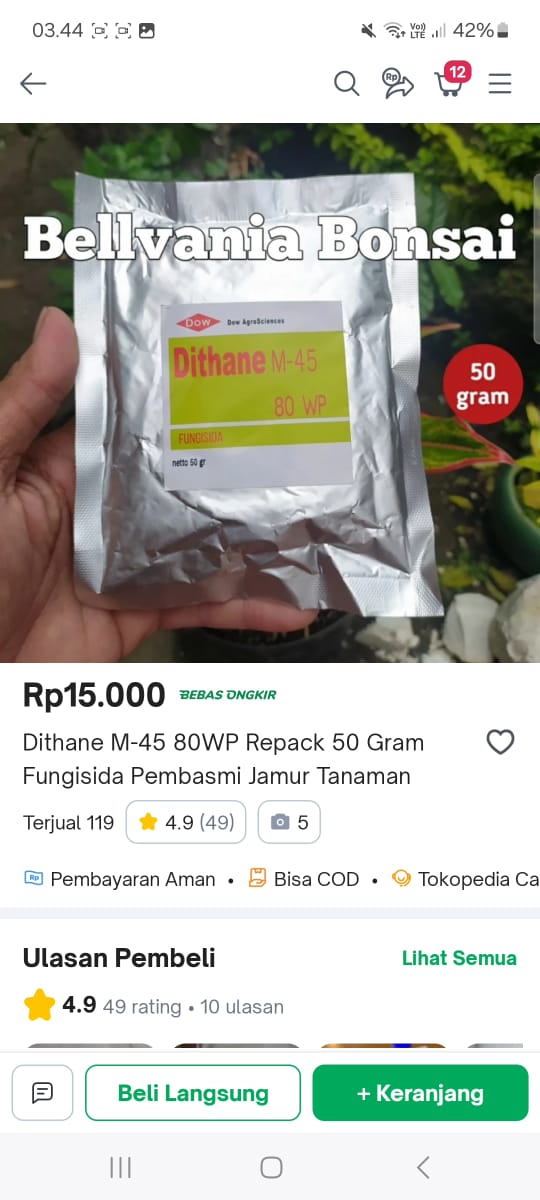 03.44
Vo))
LTE
42%
Rp
12
Bellvania Bonsai
Dow
Dow AgroSciences
Dithane M-45
80 WP
FUNGISIDA
netto 50 gr
50
gram
Rp15.000
BEBAS ONGKIR
Dithane M-45 80WP Repack 50 Gram
Fungisida Pembasmi Jamur Tanaman
Terjual 119
4.9 (49)
5
Rp Pembayaran Aman • Bisa COD • Tokopedia Ca
Ulasan Pembeli
Lihat Semua
4.9 49 rating • 10 ulasan
Beli Langsung
+ Keranjang